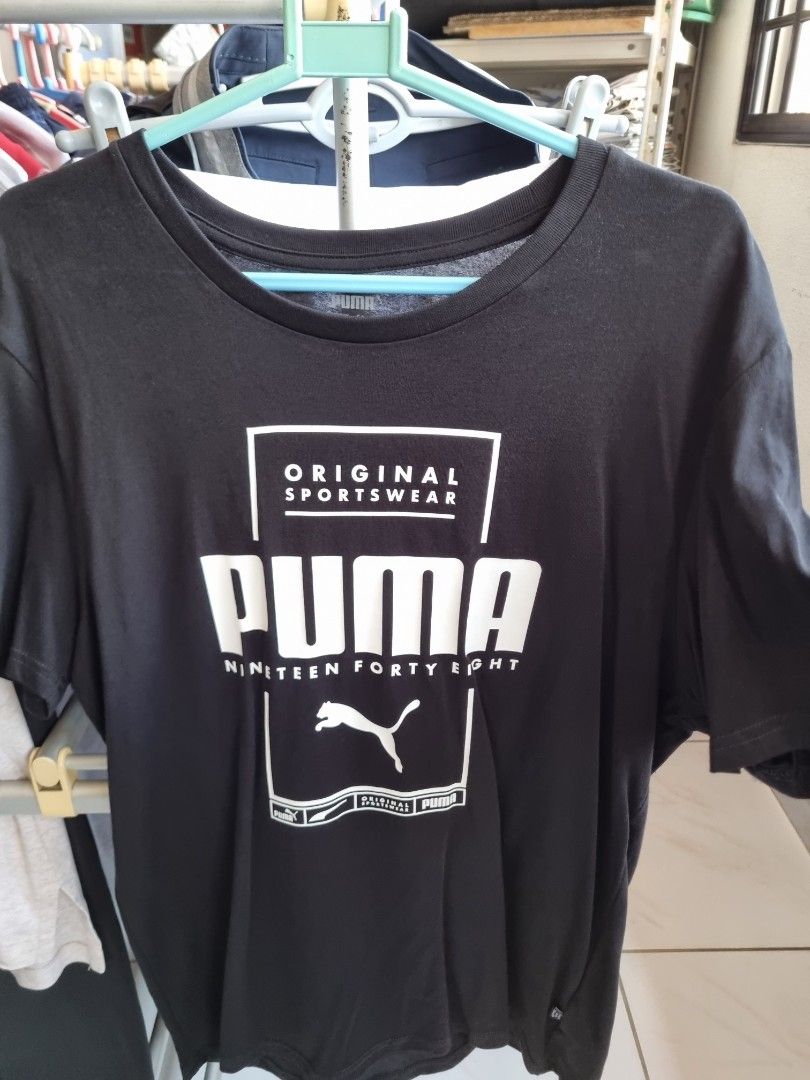 PUMA
ORIGINAL
SPORTSWEAR
PUMA
NINETEEN FORTY EIGHT
PUMA ORIGINAL SPORTSWEAR PUMA